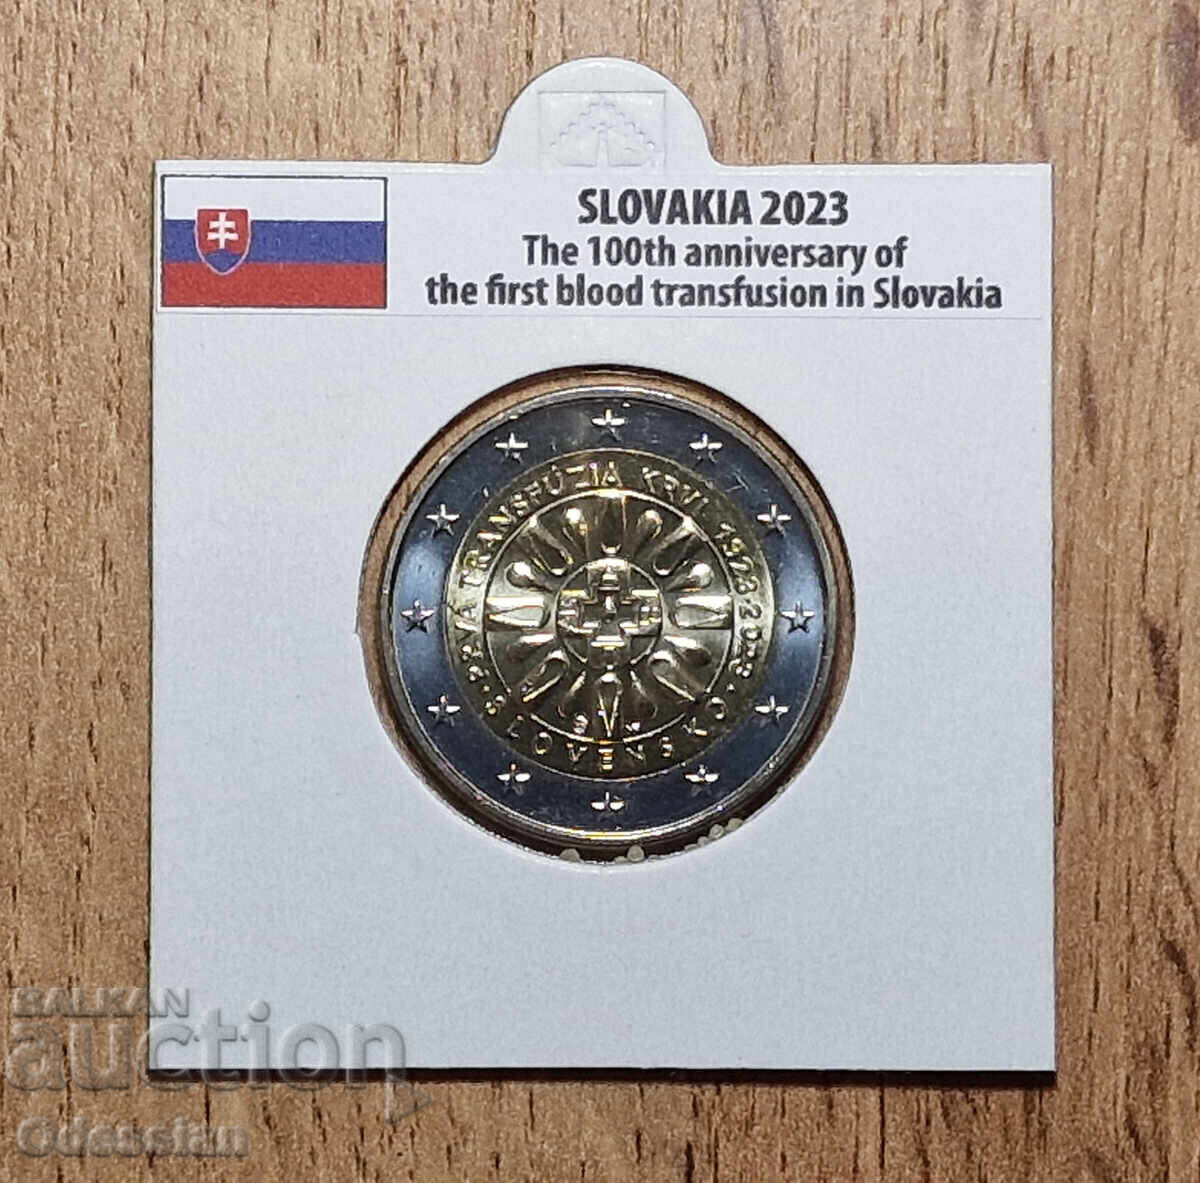 SLOVAKIA 2023
The 100th anniversary of
the first blood transfusion in Slovakia
PRVÁ TRANSFÚZIA KRVI 1923 2023
SLOVENSKO
BALKAN
auction
Odessian